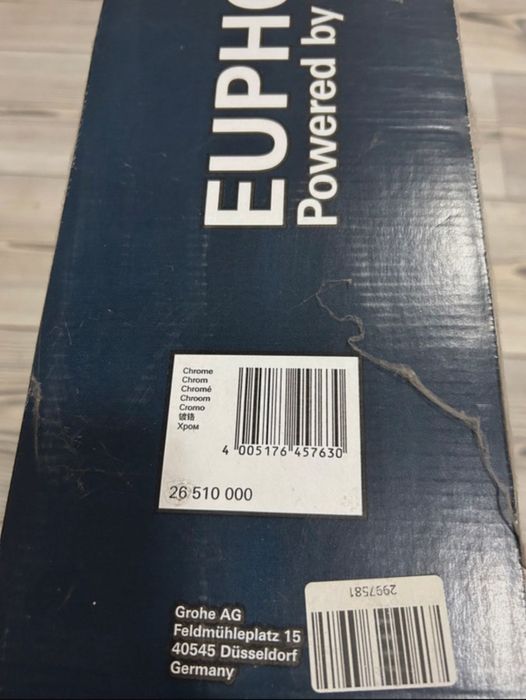 EUPHO
Powered by
Chrome
Chrom
Chromé
Chroom
Cromo
镀铬
Хром
4 005176 457630
26 510 000
2997581
Grohe AG
Feldmühleplatz 15
40545 Düsseldorf
Germany